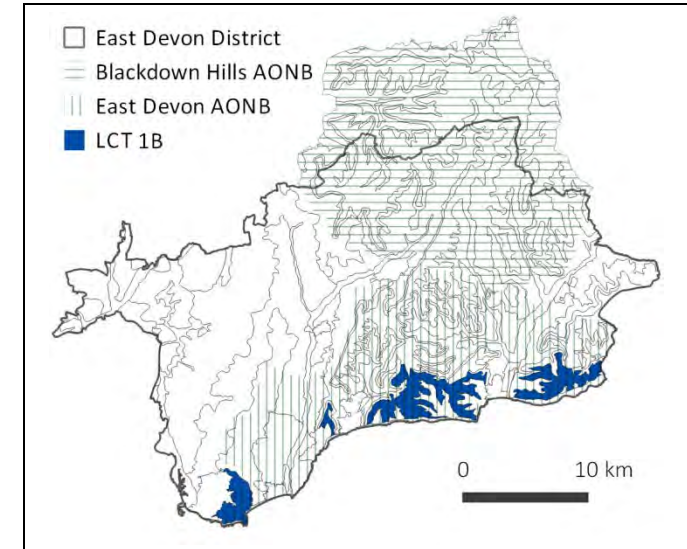 East Devon District
Blackdown Hills AONB
East Devon AONB
LCT 1B
0 10 km